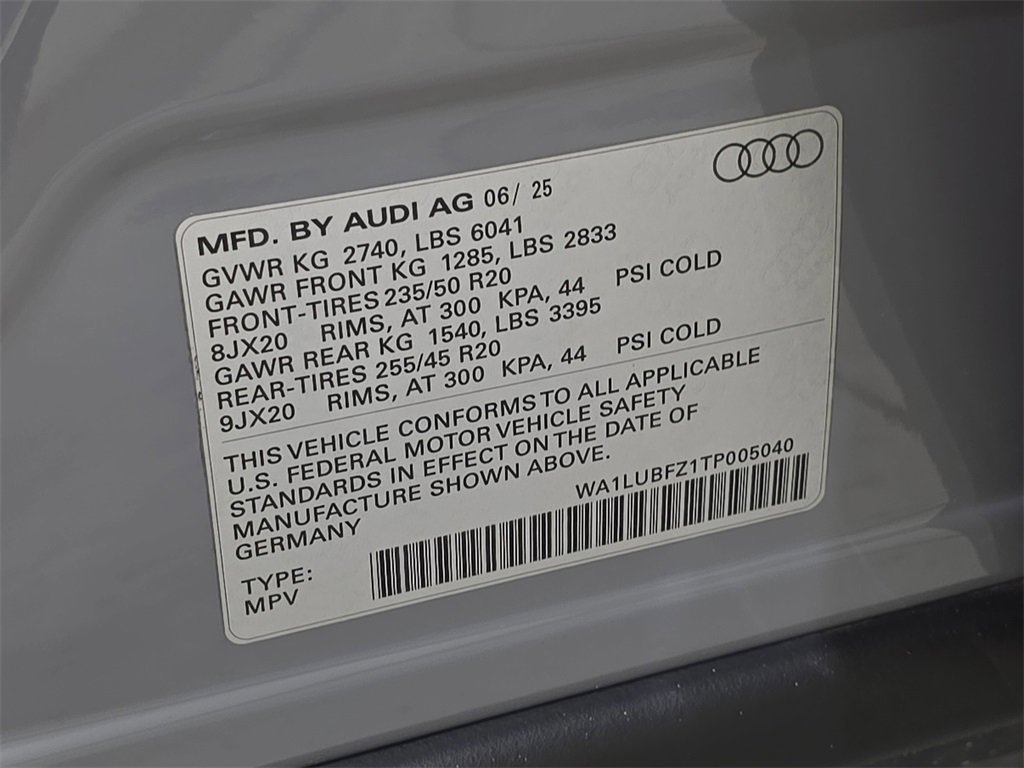 MFD. BY AUDI AG 06/ 25
GVWR KG 2740, LBS 6041
GAWR FRONT KG 1285, LBS 2833
FRONT-TIRES 235/50 R20
8JX20 RIMS, AT 300 KPA, 44 PSI COLD
GAWR REAR KG 1540, LBS 3395
REAR-TIRES 255/45 R20
9JX20 RIMS, AT 300 KPA, 44 PSI COLD
THIS VEHICLE CONFORMS TO ALL APPLICABLE
U.S. FEDERAL MOTOR VEHICLE SAFETY
STANDARDS IN EFFECT ON THE DATE OF
MANUFACTURE SHOWN ABOVE.
GERMANY
WA1LUBFZ1TP005040
TYPE:
MPV